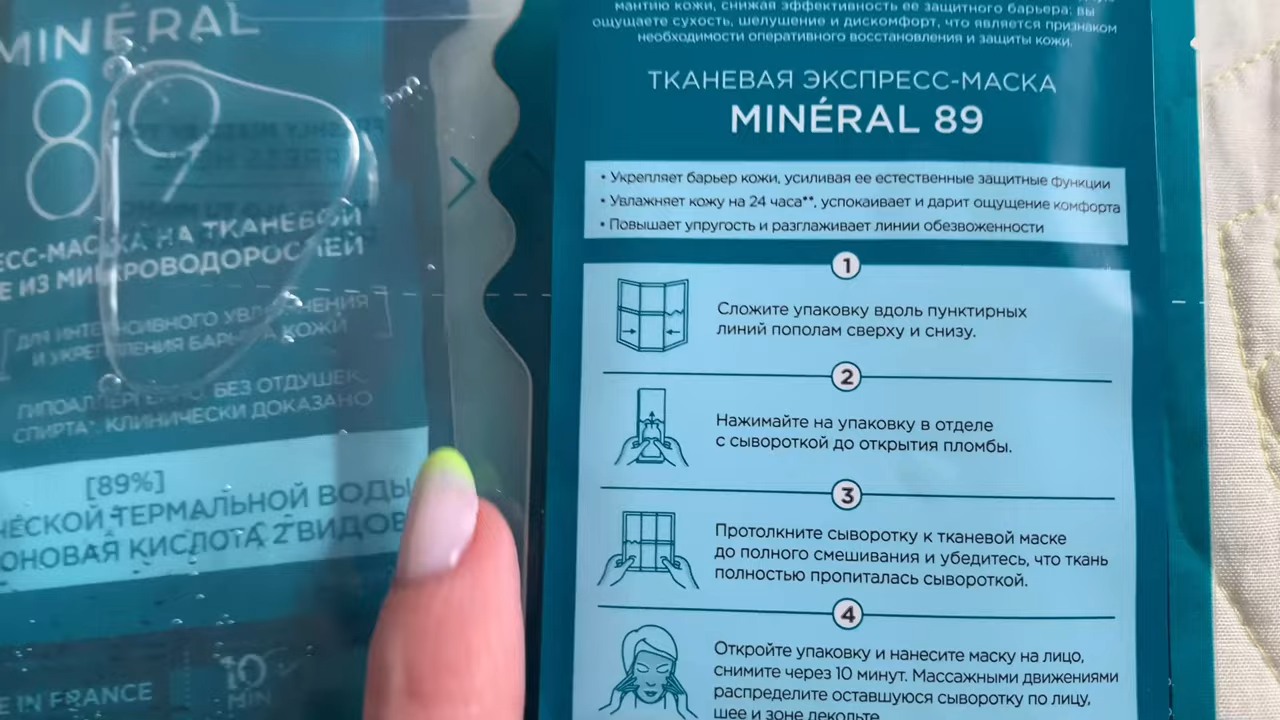 MINÉRAL
89
НА ТКАНЕВОЙ
ИЗ МИКРОВОДОРОСЛЕЙ
ДЛЯ ИНТЕНСИВНОГО УВЛАЖНЕНИЯ
И УКРЕПЛЕНИЯ БАРЬЕРА КОЖИ
ГИПОАЛЛЕРГЕННО БЕЗ ОТДУШЕК,
СПИРТА* КЛИНИЧЕСКИ ДОКАЗАНО
[89%]
ТЕРМАЛЬНОЙ ВОДЫ
КИСЛОТА 2 ВИДОВ
IN FRANCE
10
MIN
мантию кожи, снижая эффективность ее защитного барьера: вы
ощущаете сухость, шелушение и дискомфорт, что является признаком
необходимости оперативного восстановления и защиты кожи.
ТКАНЕВАЯ ЭКСПРЕСС-МАСКА
MINÉRAL 89
• Укрепляет барьер кожи, усиливая ее естественные защитные функции
• Увлажняет кожу на 24 часа**, успокаивает и дарит ощущение комфорта
• Повышает упругость и разглаживает линии обезвоженности
1
Сложите упаковку вдоль пунктирных
линий пополам сверху и снизу.
2
Нажимайте на упаковку в отделе
с сывороткой до открытия пломбы.
3
Протолкните сыворотку к тканевой маске
до полного смешивания и убедитесь, что ткань
полностью пропиталась сывороткой.
4
Откройте упаковку и нанесите маску на лицо,
снимите через 10 минут. Массажными движениями
распределите оставшуюся сыворотку по лицу,
шее и зоне декольте.